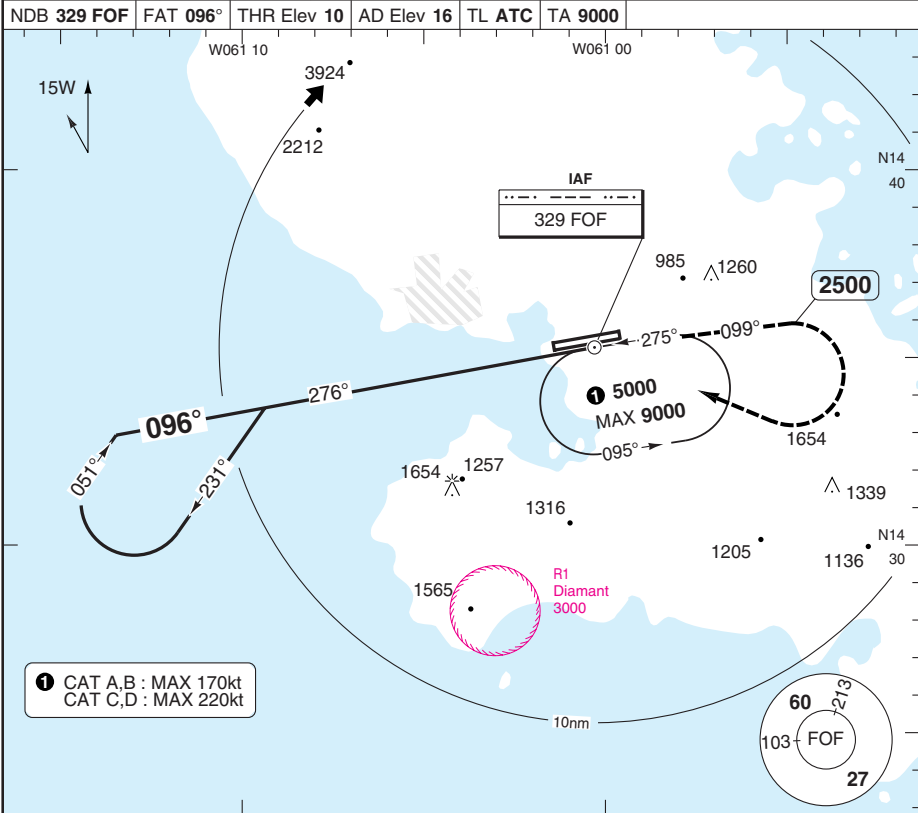 NDB 329 FOF FAT 096° THR Elev 10 AD Elev 16 TL ATC TA 9000
W061 10
W061 00
3924
15W
2212
N14
40
IAF
329 FOF
985
1260
2500
275°
099°
1 5000
MAX 9000
276°
096°
095°
1654
051°
231°
1654
1257
1339
1316
1205
N14
30
1136
1565
R1
Diamant
3000
1 CAT A,B : MAX 170kt
CAT C,D : MAX 220kt
10nm
60
213
103
FOF
27